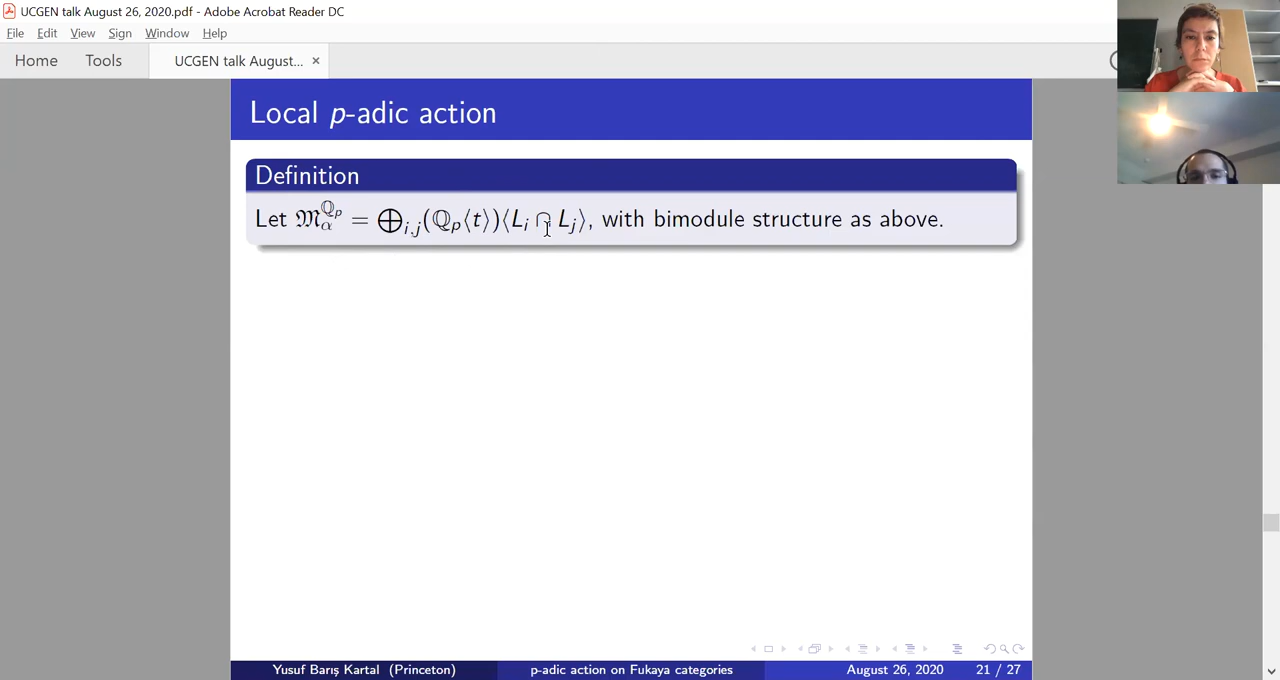 UCGEN talk August 26, 2020.pdf - Adobe Acrobat Reader DC
File Edit View Sign Window Help
Home Tools UCGEN talk August... ×
Local p-adic action
Definition
Let 𝔐_α^{ℚ_p} = ⊕_{i,j}(ℚ_p⟨t⟩)⟨L_i ∩ L_j⟩, with bimodule structure as above.
Yusuf Barış Kartal (Princeton) p-adic action on Fukaya categories August 26, 2020 21 / 27